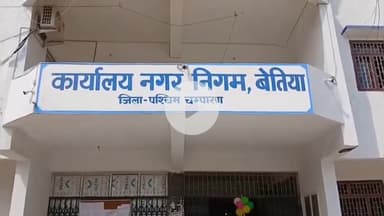 कार्यालय नगर निगम, बेतिया
जिला-पश्चिम चम्पारण